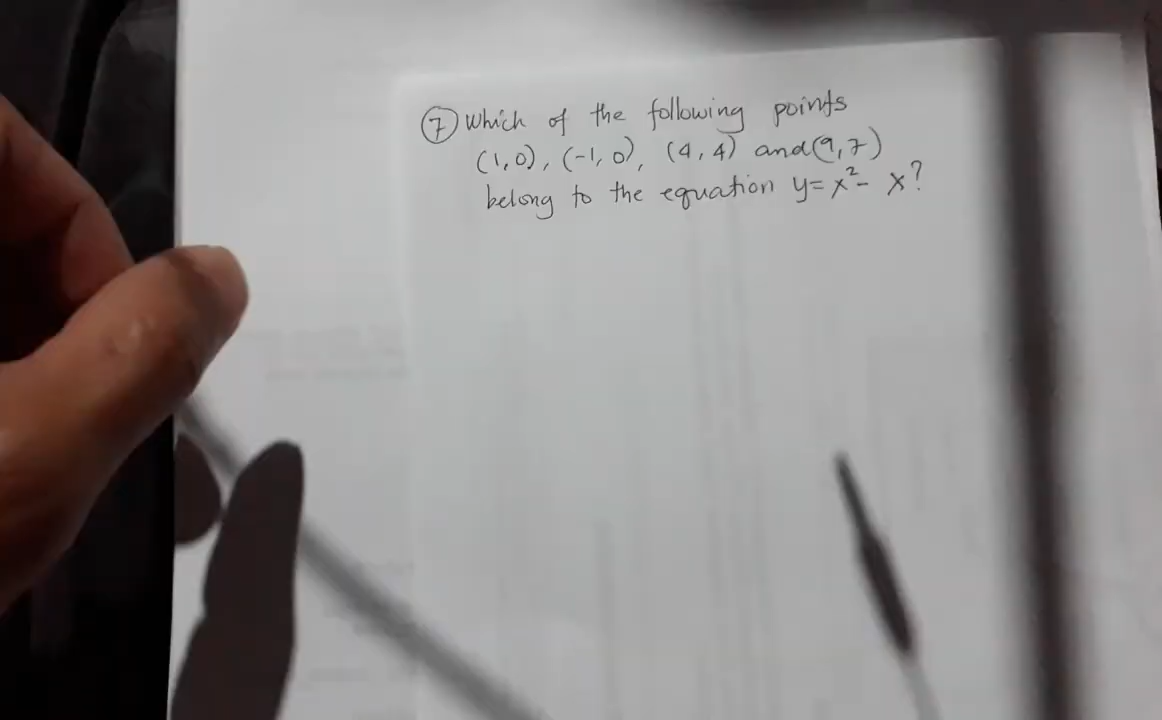 ⑦ Which of the following points
(1,0), (-1,0), (4,4) and (9,7)
belong to the equation y=x²- x?